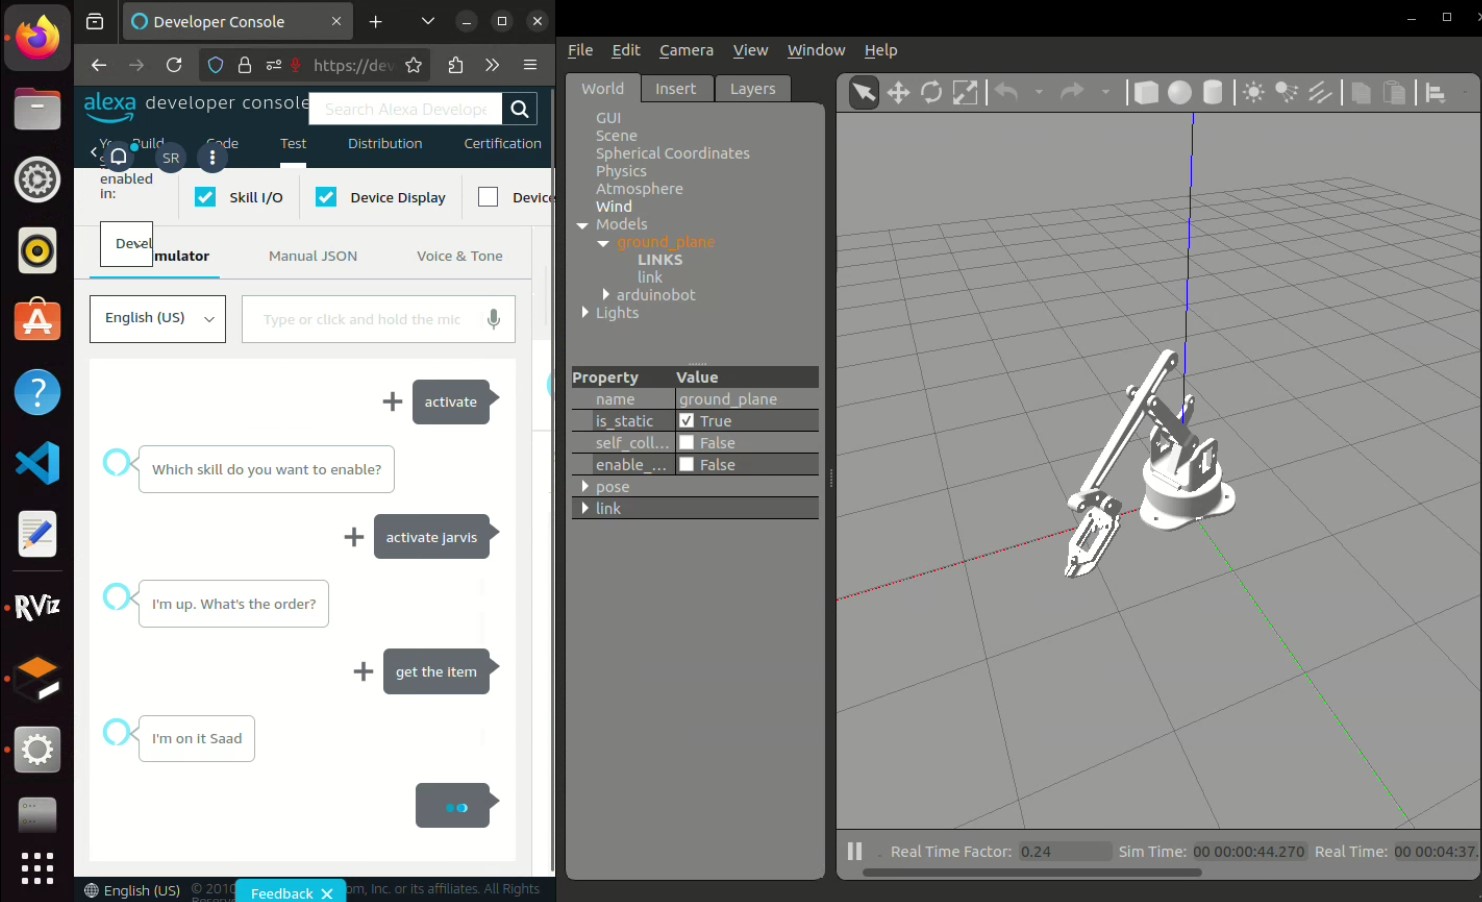 Developer Console
https://dev
alexa developer console
Search Alexa Develope
Build
Code
Test
Distribution
Certification
SR
enabled
in:
Skill I/O
Device Display
Device
Devel
mulator
Manual JSON
Voice & Tone
English (US)
Type or click and hold the mic
activate
Which skill do you want to enable?
activate jarvis
I'm up. What's the order?
get the item
I'm on it Saad
English (US)
© 2010
om, Inc. or its affiliates. All Rights
Feedback
RViz
File Edit Camera View Window Help
World Insert Layers
GUI
Scene
Spherical Coordinates
Physics
Atmosphere
Wind
Models
ground_plane
LINKS
link
arduinobot
Lights
Property Value
name ground_plane
is_static True
self_coll... False
enable_... False
pose
link
Real Time Factor: 0.24 Sim Time: 00 00:00:44.270 Real Time: 00 00:04:37.